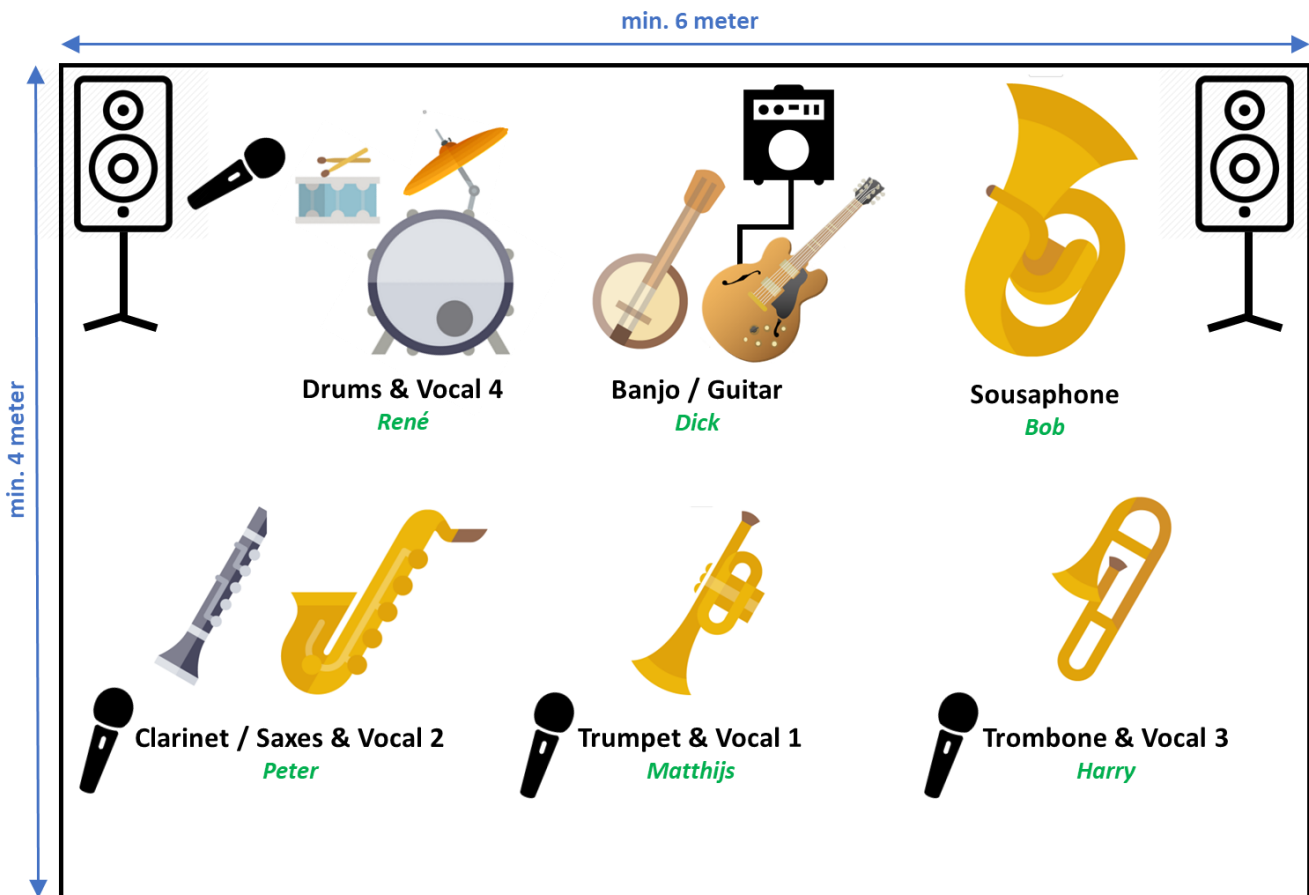 min. 6 meter
min. 4 meter
Drums & Vocal 4
René
Banjo / Guitar
Dick
Sousaphone
Bob
Clarinet / Saxes & Vocal 2
Peter
Trumpet & Vocal 1
Matthijs
Trombone & Vocal 3
Harry